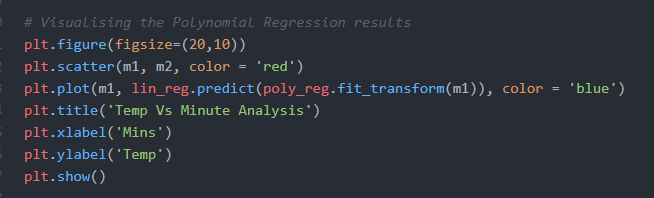 # Visualising the Polynomial Regression results
plt.figure(figsize=(20,10))
plt.scatter(m1, m2, color = 'red')
plt.plot(m1, lin_reg.predict(poly_reg.fit_transform(m1)), color = 'blue')
plt.title('Temp Vs Minute Analysis')
plt.xlabel('Mins')
plt.ylabel('Temp')
plt.show()